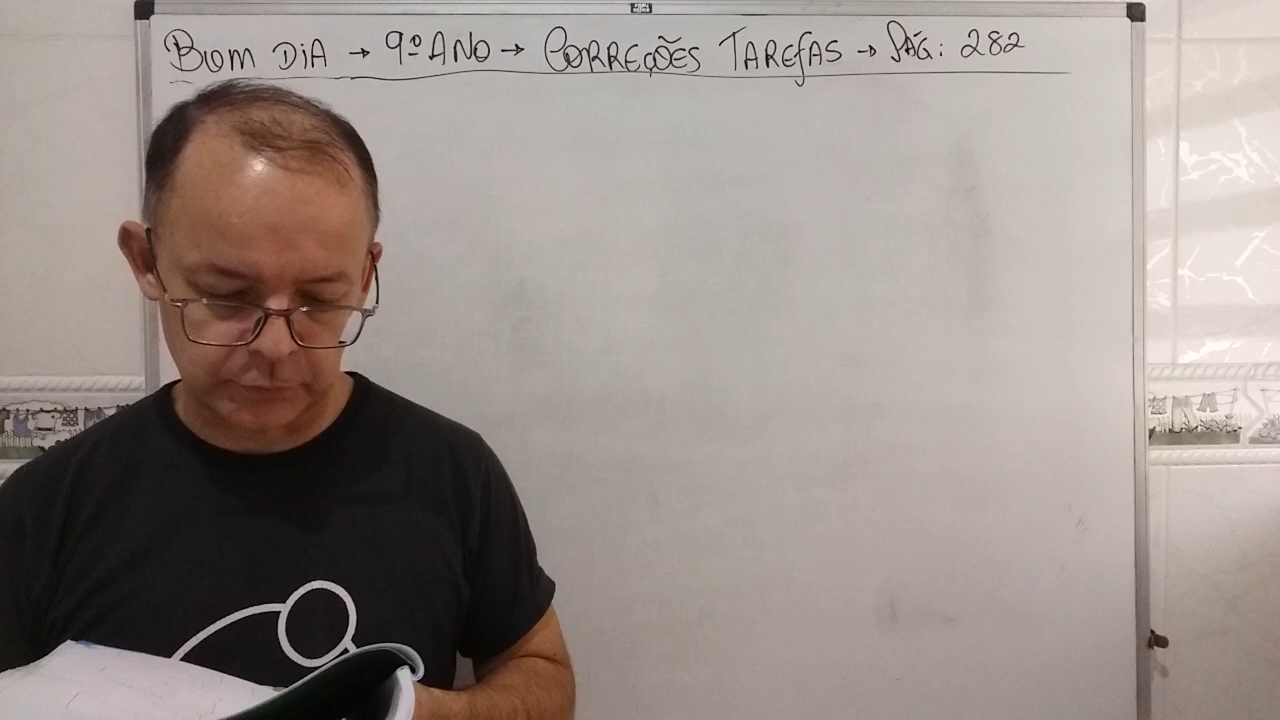 BOM DIA → 9º ANO → CORREÇÕES TAREFAS → PÁG: 282